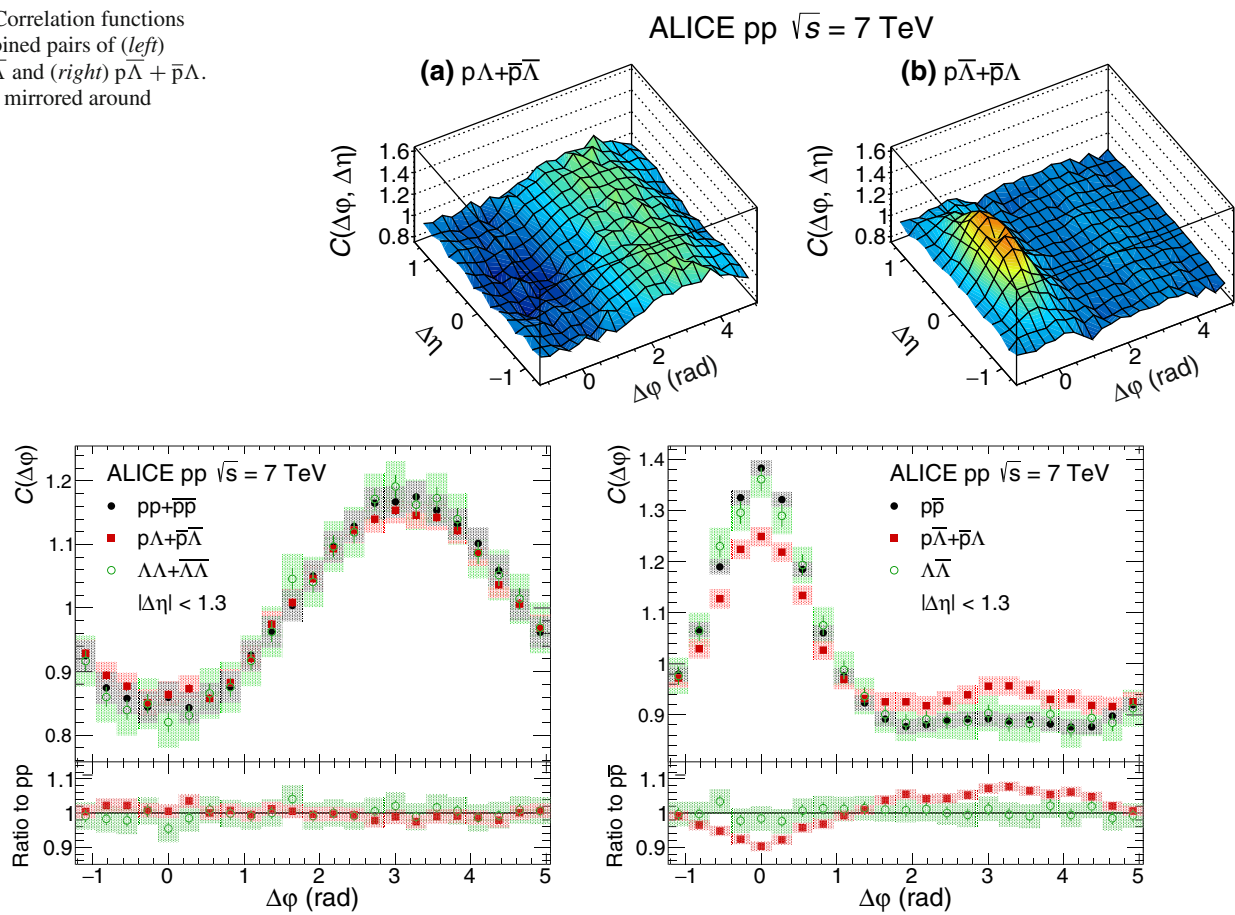 Correlation functions
pairs of (left)
and (right) pΛ̅ + p̅Λ.
mirrored around
ALICE pp √s = 7 TeV
(a) pΛ+p̅Λ̅
(b) pΛ̅+p̅Λ
C(Δφ, Δη)
1.6
1.4
1.2
1
0.8
1
0
−1
Δη
0
2
4
Δφ (rad)
C(Δφ, Δη)
1.6
1.4
1.2
1
0.8
1
0
−1
Δη
0
2
4
Δφ (rad)
C(Δφ)
1.2
1.1
1
0.9
0.8
ALICE pp √s = 7 TeV
pp+p̅p̅
pΛ+p̅Λ̅
ΛΛ+Λ̅Λ̅
|Δη| < 1.3
Ratio to pp
1.1
1
0.9
−1 0 1 2 3 4 5
Δφ (rad)
C(Δφ)
1.4
1.3
1.2
1.1
1
0.9
ALICE pp √s = 7 TeV
pp̅
pΛ̅+p̅Λ
ΛΛ̅
|Δη| < 1.3
Ratio to pp̅
1.1
1
0.9
−1 0 1 2 3 4 5
Δφ (rad)